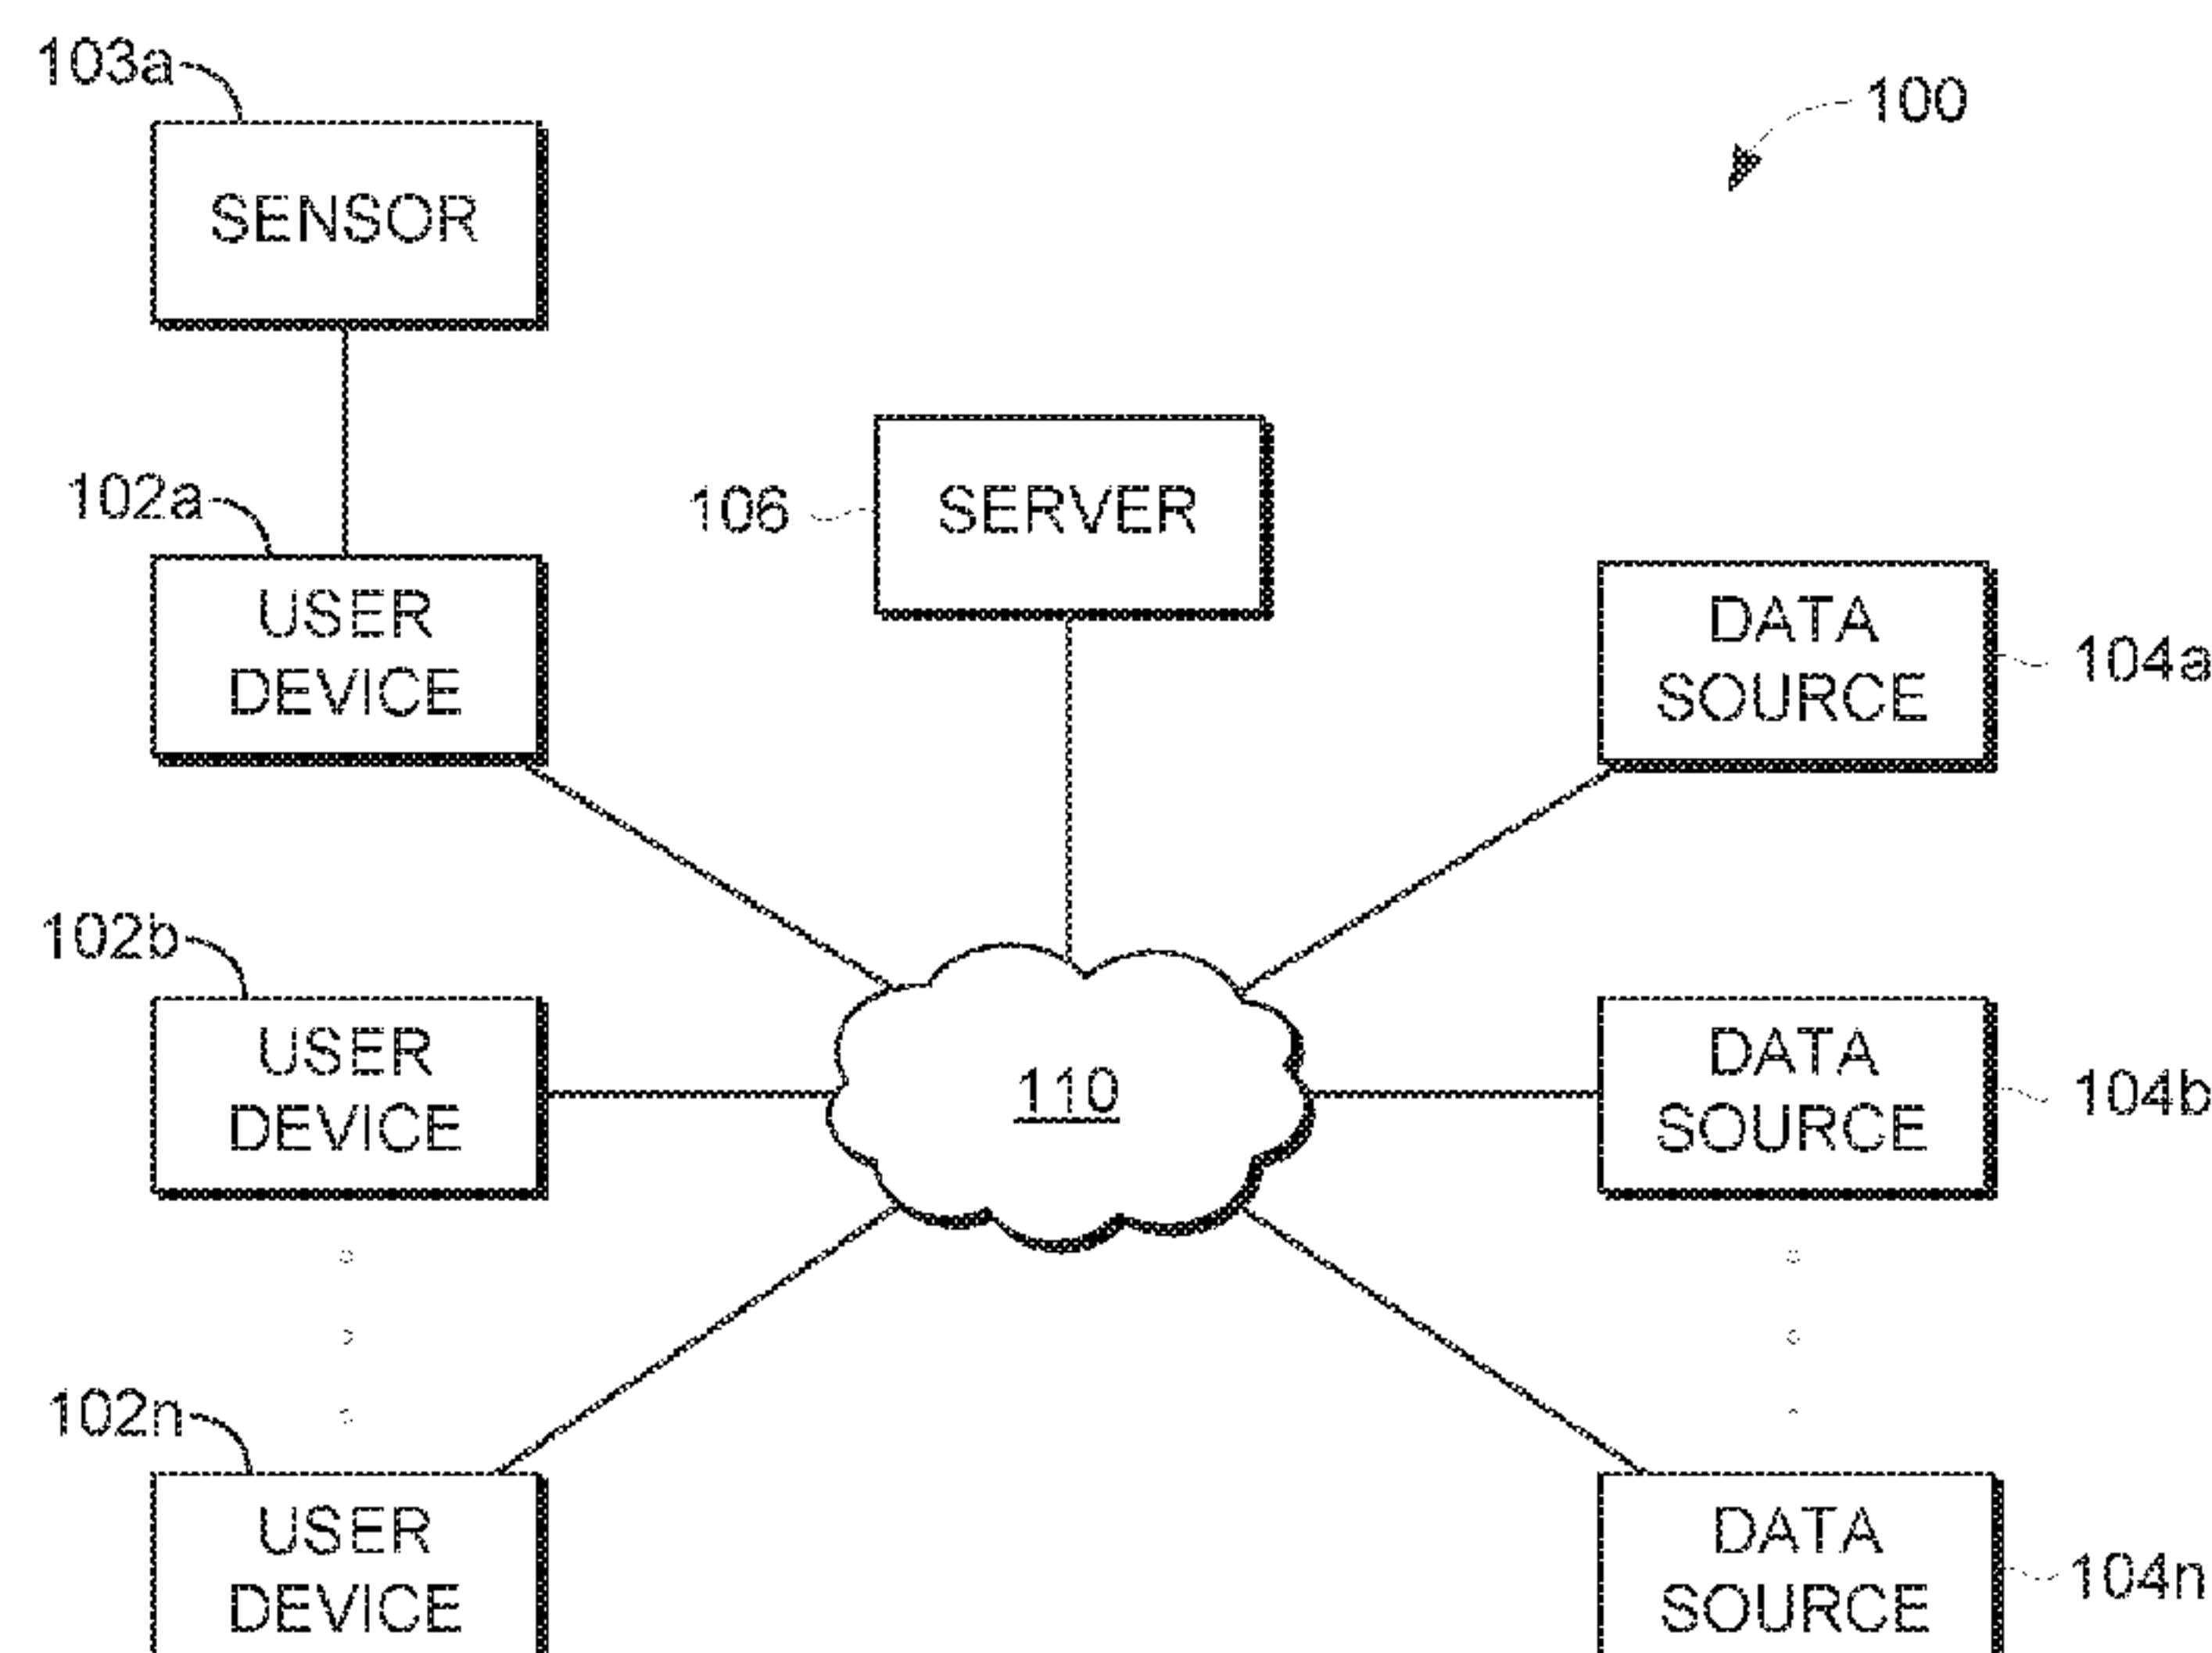 103a
100
SENSOR
102a
106
SERVER
USER
DEVICE
DATA
SOURCE
104a
102b
USER
DEVICE
110
DATA
SOURCE
104b
102n
USER
DEVICE
DATA
SOURCE
104n